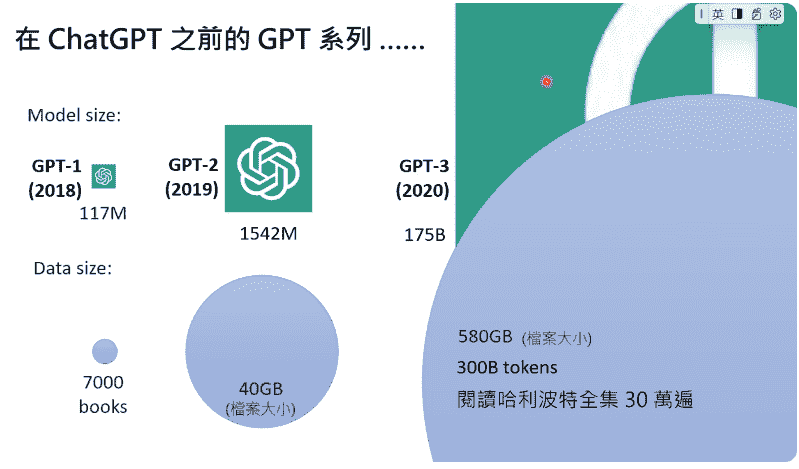 英
在 ChatGPT 之前的 GPT 系列 ......
Model size:
GPT-1
(2018)
117M
GPT-2
(2019)
1542M
GPT-3
(2020)
175B
Data size:
7000
books
40GB
(檔案大小)
580GB (檔案大小)
300B tokens
閱讀哈利波特全集 30 萬遍